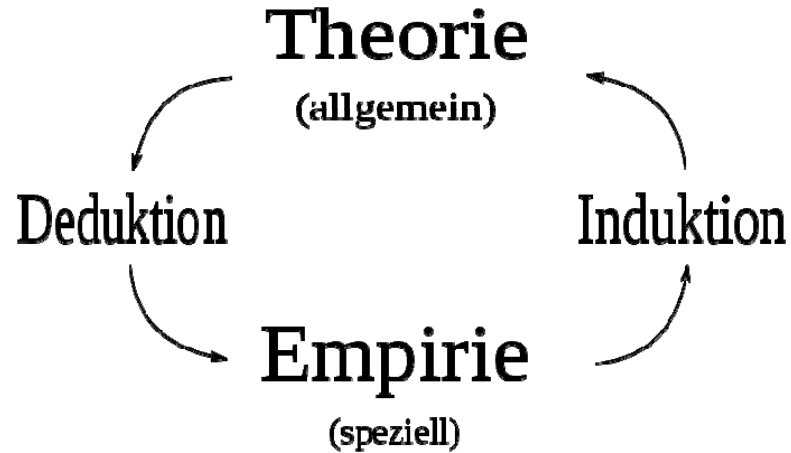 Theorie
(allgemein)
Deduktion
Induktion
Empirie
(speziell)